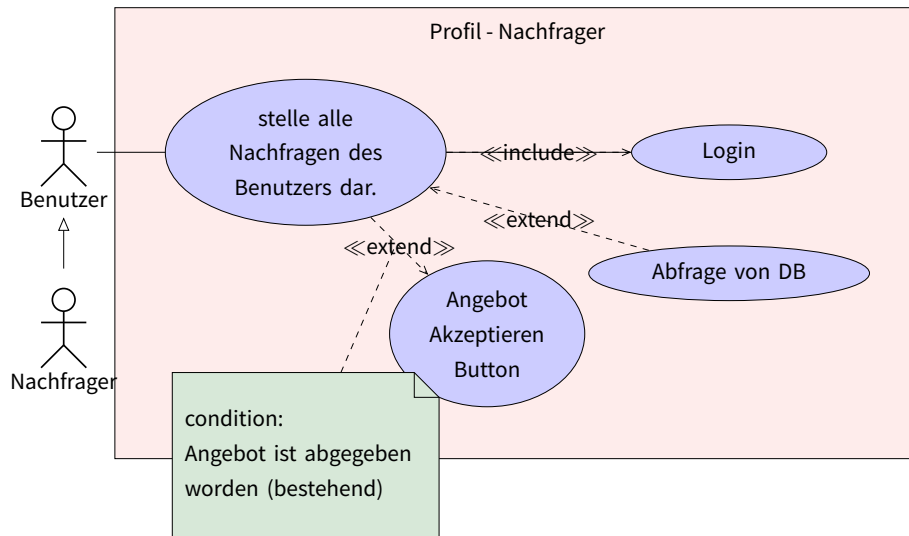 Profil - Nachfrager
stelle alle
Nachfragen des
Benutzers dar.
≪include≫
Login
Benutzer
≪extend≫
≪extend≫
Abfrage von DB
Angebot
Akzeptieren
Button
Nachfrager
condition:
Angebot ist abgegeben
worden (bestehend)